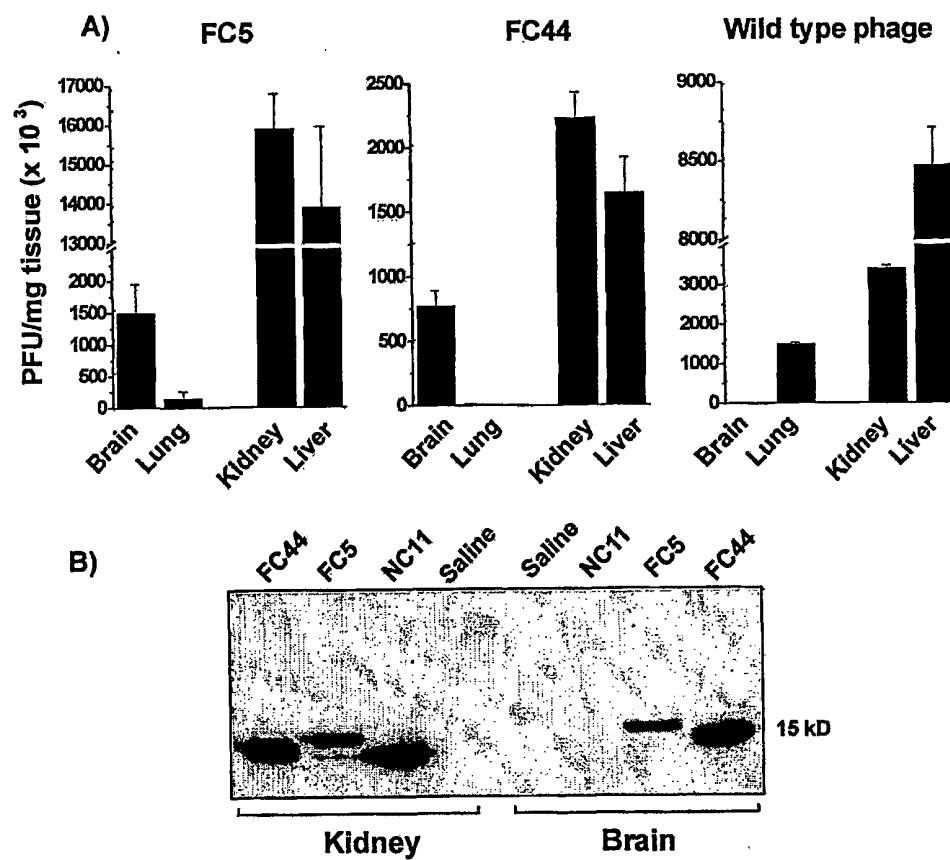 A)
FC5
FC44
Wild type phage
PFU/mg tissue (x 10 3)
17000
16000
15000
14000
13000
2000
1500
1000
500
0
Brain
Lung
Kidney
Liver
2500
2000
1500
1000
500
0
Brain
Lung
Kidney
Liver
9000
8500
8000
3000
2000
1000
0
Brain
Lung
Kidney
Liver
B)
FC44
FC5
NC11
Saline
Saline
NC11
FC5
FC44
15 kD
Kidney
Brain